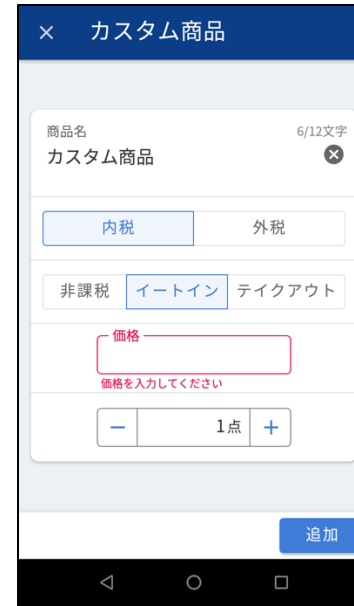 × カスタム商品
商品名 6/12文字
カスタム商品
内税 外税
非課税 イートイン テイクアウト
価格
価格を入力してください
− 1点 +
追加